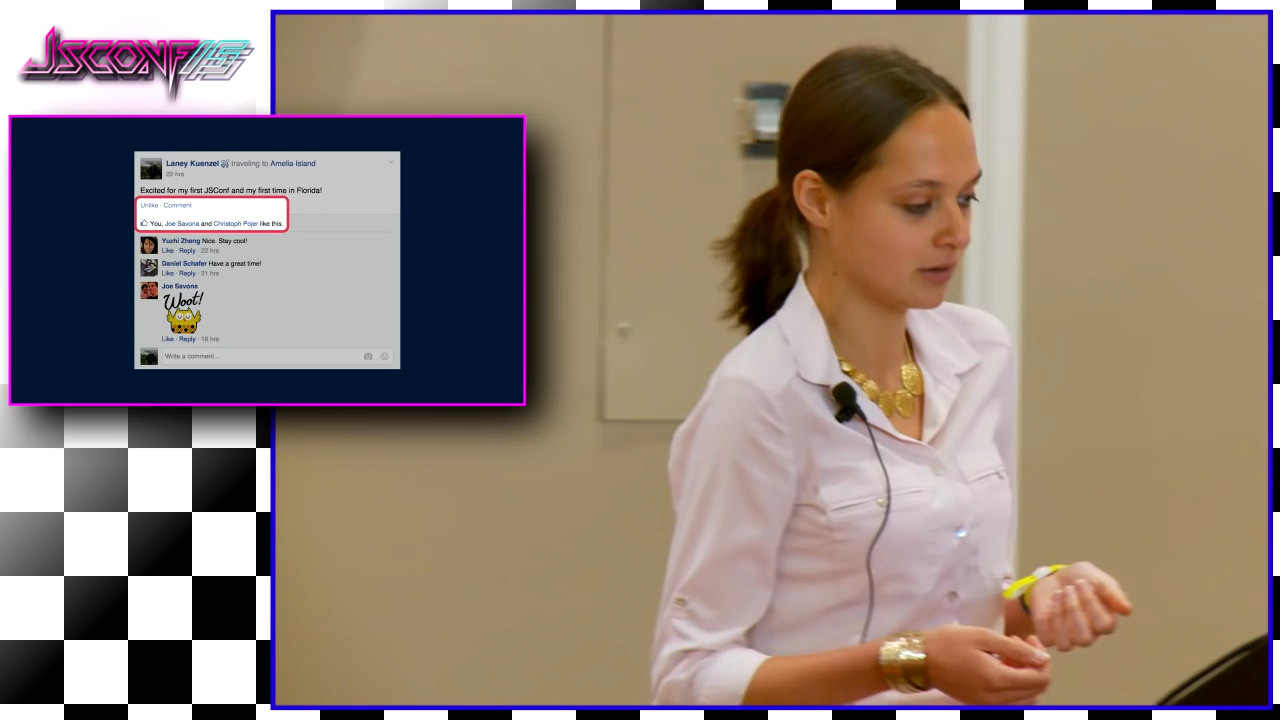 JSCONF15
Laney Kuenzel traveling to Amelia Island
22 hrs
Excited for my first JSConf and my first time in Florida!
Unlike · Comment
You, Joe Savona and Christoph Pojer like this.
Yuzhi Zheng Nice. Stay cool!
Like · Reply · 22 hrs
Daniel Schafer Have a great time!
Like · Reply · 21 hrs
Joe Savona
Woot!
Like · Reply · 18 hrs
Write a comment...